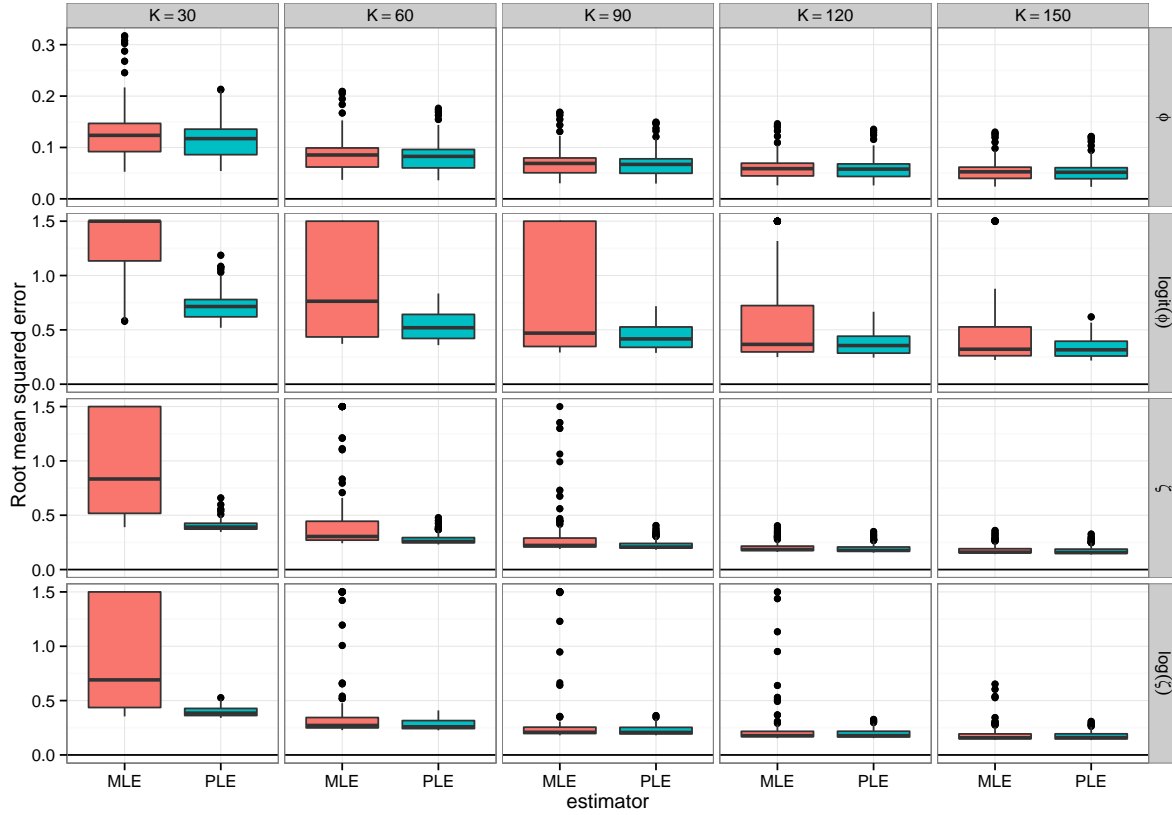 K = 30
K = 60
K = 90
K = 120
K = 150
0.3
0.2
0.1
0.0
ϕ
1.5
1.0
0.5
0.0
logit(ϕ)
1.5
1.0
0.5
0.0
ζ
1.5
1.0
0.5
0.0
log(ζ)
Root mean squared error
MLE
PLE
MLE
PLE
MLE
PLE
MLE
PLE
MLE
PLE
estimator